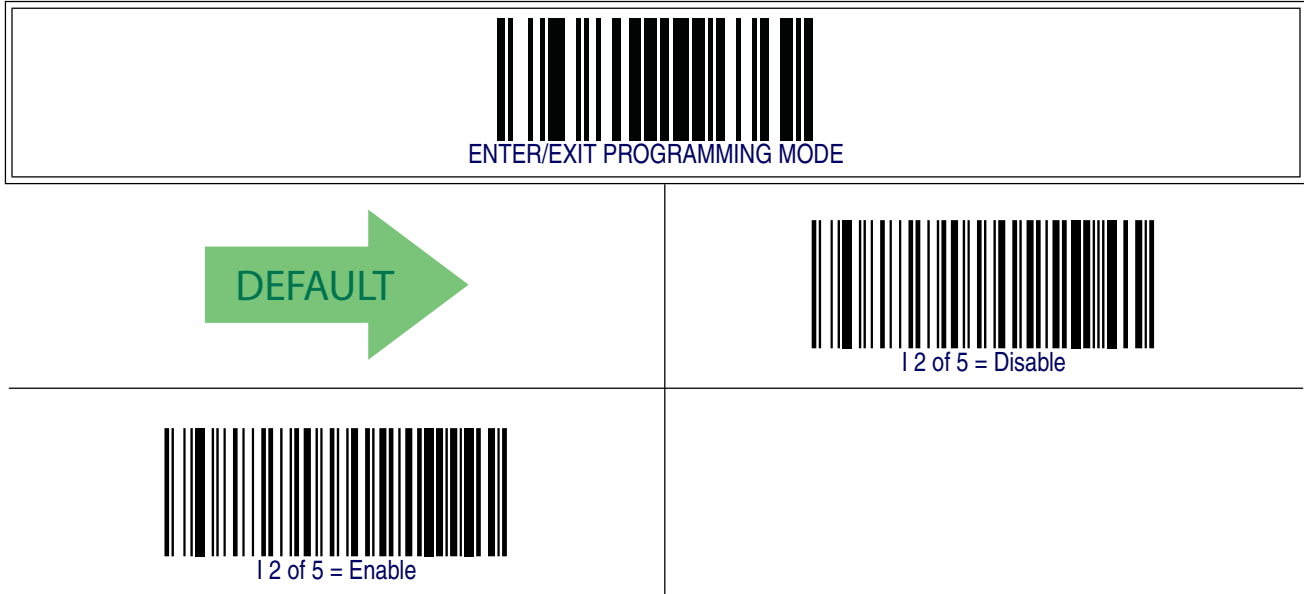 ENTER/EXIT PROGRAMMING MODE
DEFAULT
I 2 of 5 = Disable
I 2 of 5 = Enable